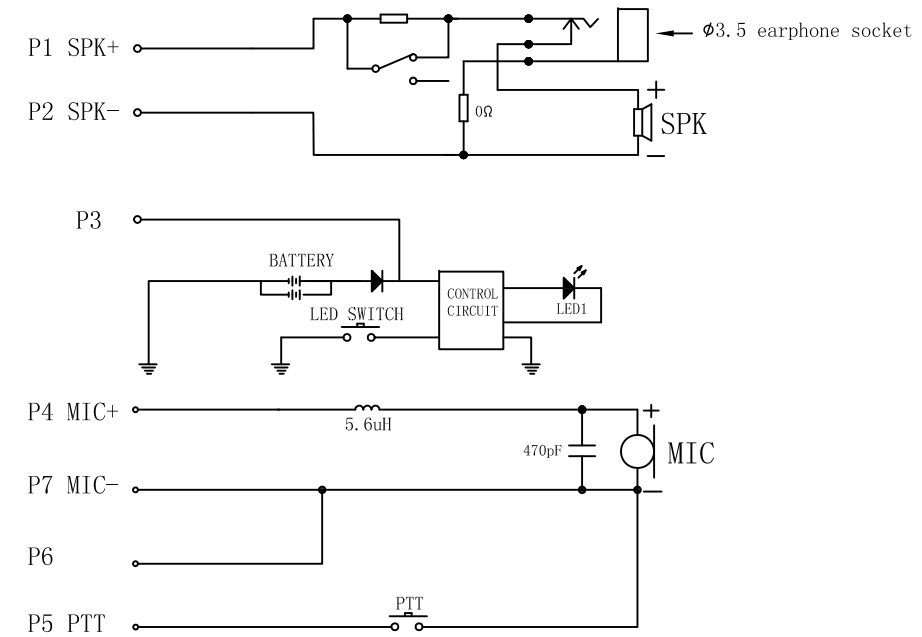 P1 SPK+
Φ3.5 earphone socket
P2 SPK-
0Ω
+
SPK
-
P3
BATTERY
LED SWITCH
CONTROL
CIRCUIT
LED1
P4 MIC+
5.6uH
+
470pF
MIC
P7 MIC-
-
P6
PTT
P5 PTT